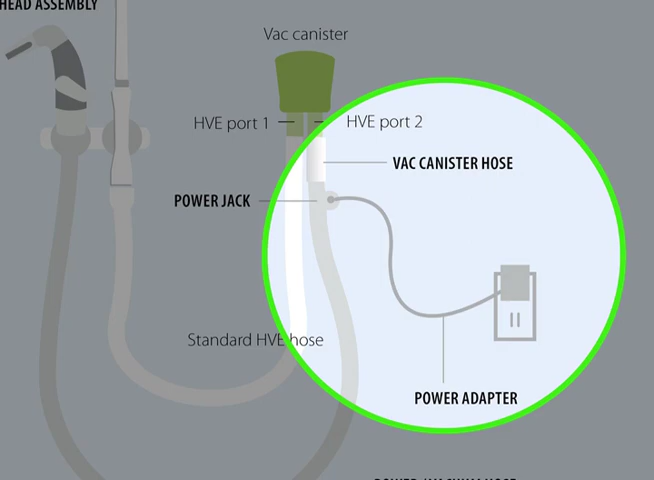 HEAD ASSEMBLY
Vac canister
HVE port 1
HVE port 2
VAC CANISTER HOSE
POWER JACK
Standard HVE hose
POWER ADAPTER